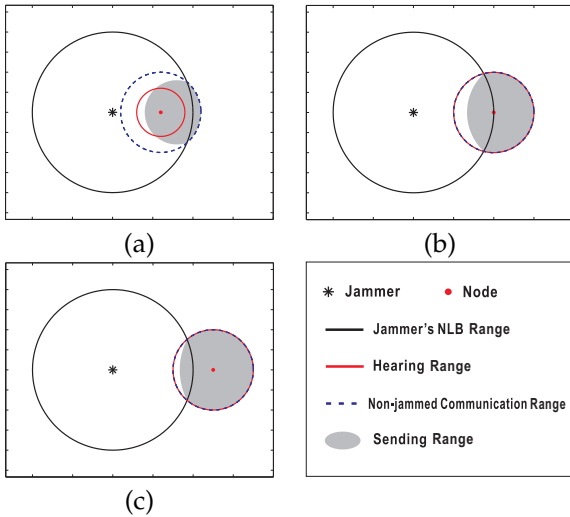 (a)
(b)
(c)
Jammer Node
Jammer's NLB Range
Hearing Range
Non-jammed Communication Range
Sending Range